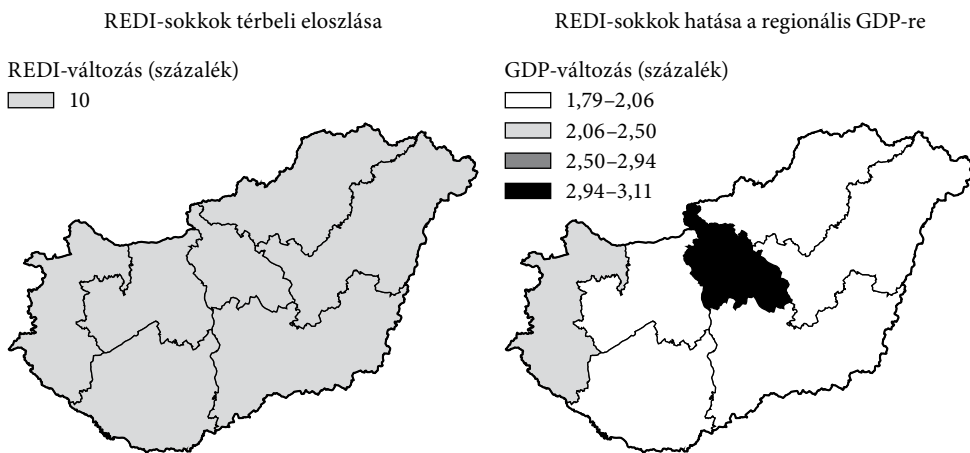 REDI-sokkok térbeli eloszlása
REDI-változás (százalék)
10
REDI-sokkok hatása a regionális GDP-re
GDP-változás (százalék)
1,79–2,06
2,06–2,50
2,50–2,94
2,94–3,11